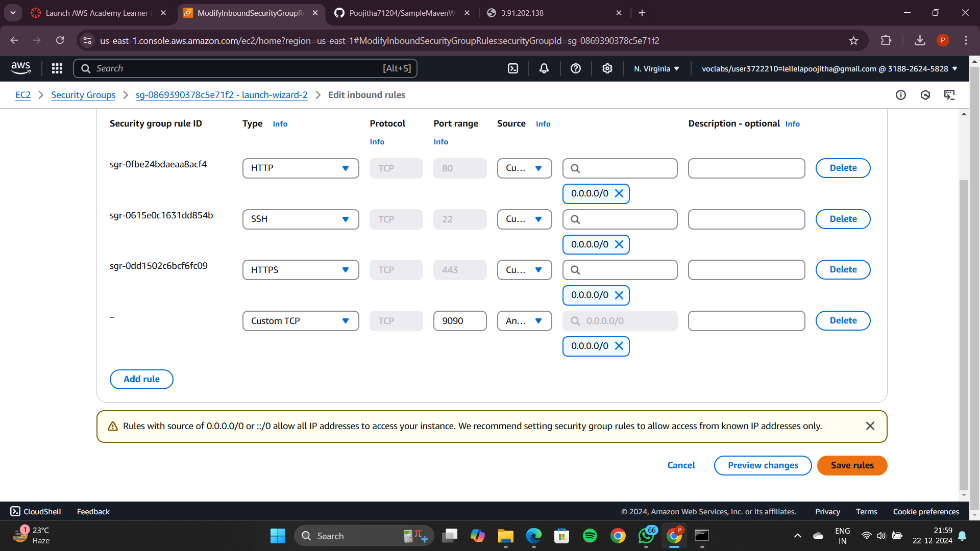 Launch AWS Academy Learner
ModifyInboundSecurityGroupR
Poojitha71204/SampleMavenW
3.91.202.138
us-east-1.console.aws.amazon.com/ec2/home?region=us-east-1#ModifyInboundSecurityGroupRules:securityGroupId=sg-0869390378c5e71f2
P
aws
Search [Alt+S]
N. Virginia
voclabs/user3722210=lellelapoojitha@gmail.com @ 3188-2624-5828
EC2 > Security Groups > sg-0869390378c5e71f2 - launch-wizard-2 > Edit inbound rules
Security group rule ID Type Info Protocol Info Port range Info Source Info Description - optional Info
sgr-0fbe24bdaeaa8acf4 HTTP TCP 80 Cu... Delete
0.0.0.0/0
sgr-0615e0c1631dd854b SSH TCP 22 Cu... Delete
0.0.0.0/0
sgr-0dd1502c6bcf6fc09 HTTPS TCP 443 Cu... Delete
0.0.0.0/0
– Custom TCP TCP 9090 An... 0.0.0.0/0 Delete
0.0.0.0/0
Add rule
Rules with source of 0.0.0.0/0 or ::/0 allow all IP addresses to access your instance. We recommend setting security group rules to allow access from known IP addresses only.
Cancel Preview changes Save rules
CloudShell Feedback © 2024, Amazon Web Services, Inc. or its affiliates. Privacy Terms Cookie preferences
1 23°C
Haze
Search
66
P
ENG
IN
21:59
22-12-2024